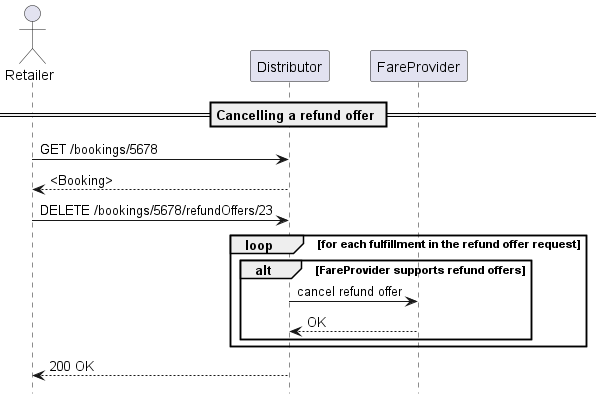 Retailer
Distributor
FareProvider
Cancelling a refund offer
GET /bookings/5678
<Booking>
DELETE /bookings/5678/refundOffers/23
loop [for each fulfillment in the refund offer request]
alt [FareProvider supports refund offers]
cancel refund offer
OK
200 OK